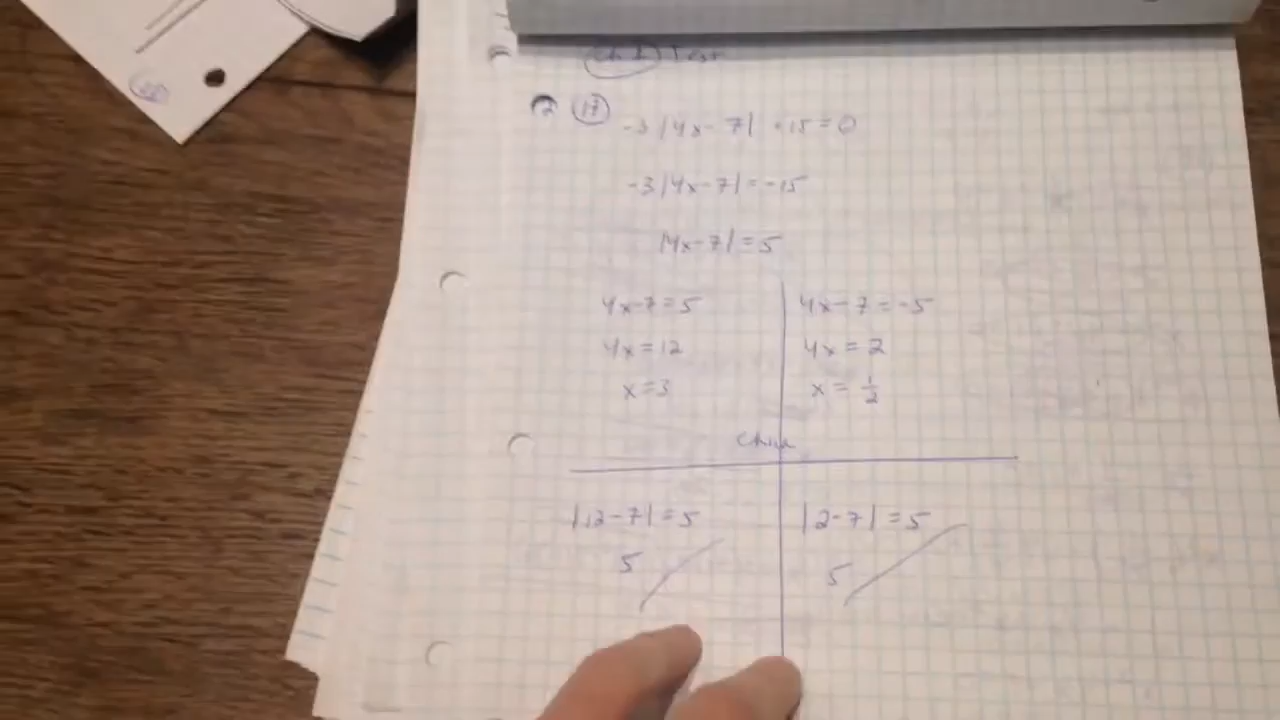 Test
17
-3|4x-7| +15=0
-3|4x-7|=-15
|4x-7|=5
4x-7=5
4x=12
x=3
4x-7=-5
4x=2
x=1/2
Check
|12-7|=5
5
|2-7|=5
5